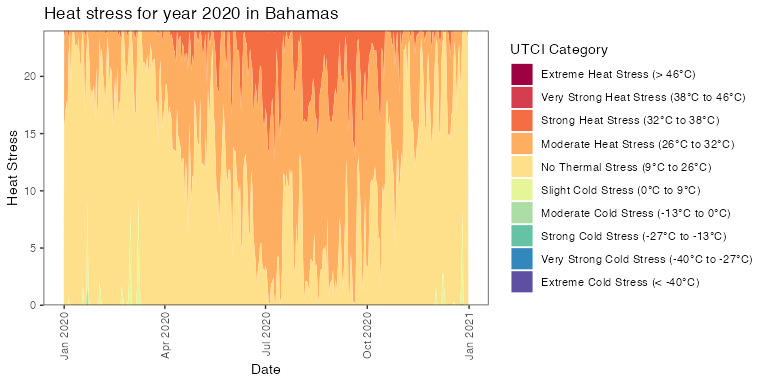 Heat stress for year 2020 in Bahamas
Heat Stress
20
15
10
5
0
Jan 2020
Apr 2020
Jul 2020
Oct 2020
Jan 2021
Date
UTCI Category
Extreme Heat Stress (> 46°C)
Very Strong Heat Stress (38°C to 46°C)
Strong Heat Stress (32°C to 38°C)
Moderate Heat Stress (26°C to 32°C)
No Thermal Stress (9°C to 26°C)
Slight Cold Stress (0°C to 9°C)
Moderate Cold Stress (-13°C to 0°C)
Strong Cold Stress (-27°C to -13°C)
Very Strong Cold Stress (-40°C to -27°C)
Extreme Cold Stress (< -40°C)